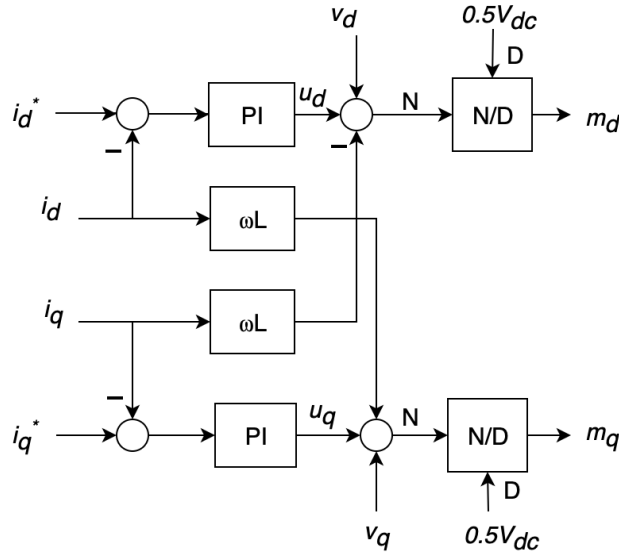 v_d
0.5V_dc
D
i_d^*
PI
u_d
N
N/D
m_d
−
−
i_d
ωL
i_q
ωL
−
i_q^*
PI
u_q
N
N/D
m_q
D
v_q
0.5V_dc